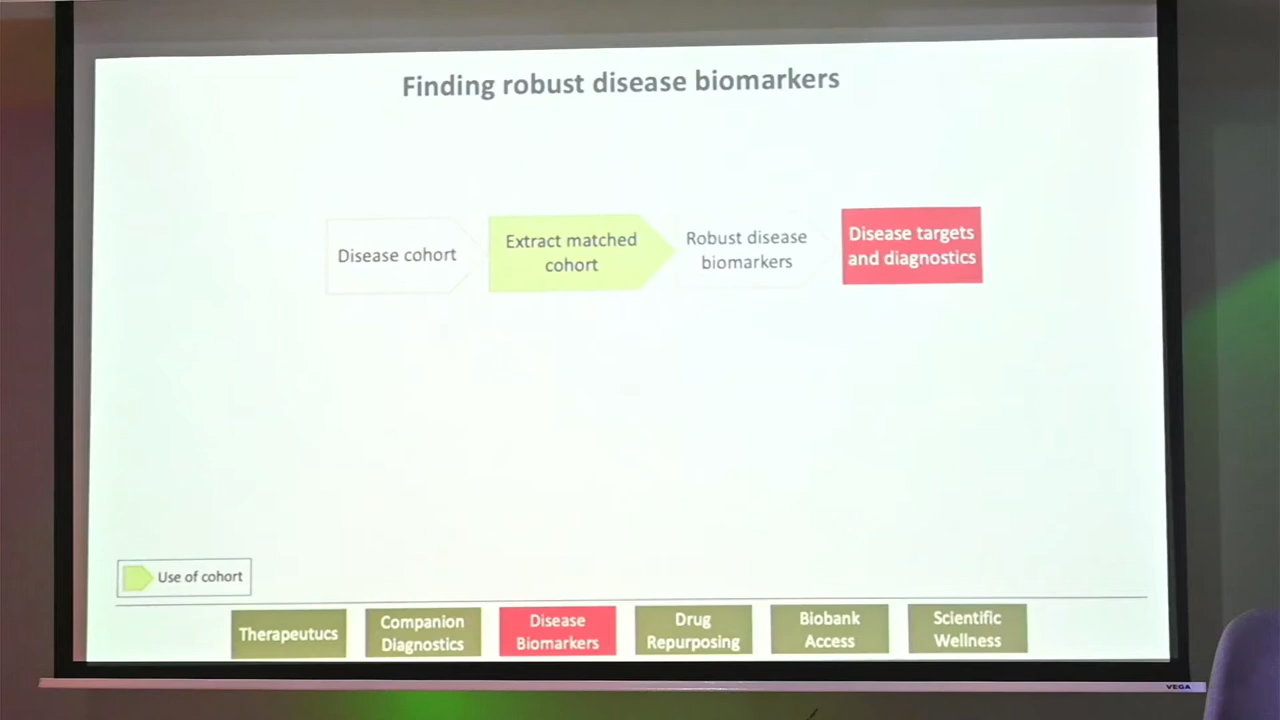 Finding robust disease biomarkers
Disease cohort
Extract matched
cohort
Robust disease
biomarkers
Disease targets
and diagnostics
Use of cohort
Therapeutucs
Companion
Diagnostics
Disease
Biomarkers
Drug
Repurposing
Biobank
Access
Scientific
Wellness
VEGA